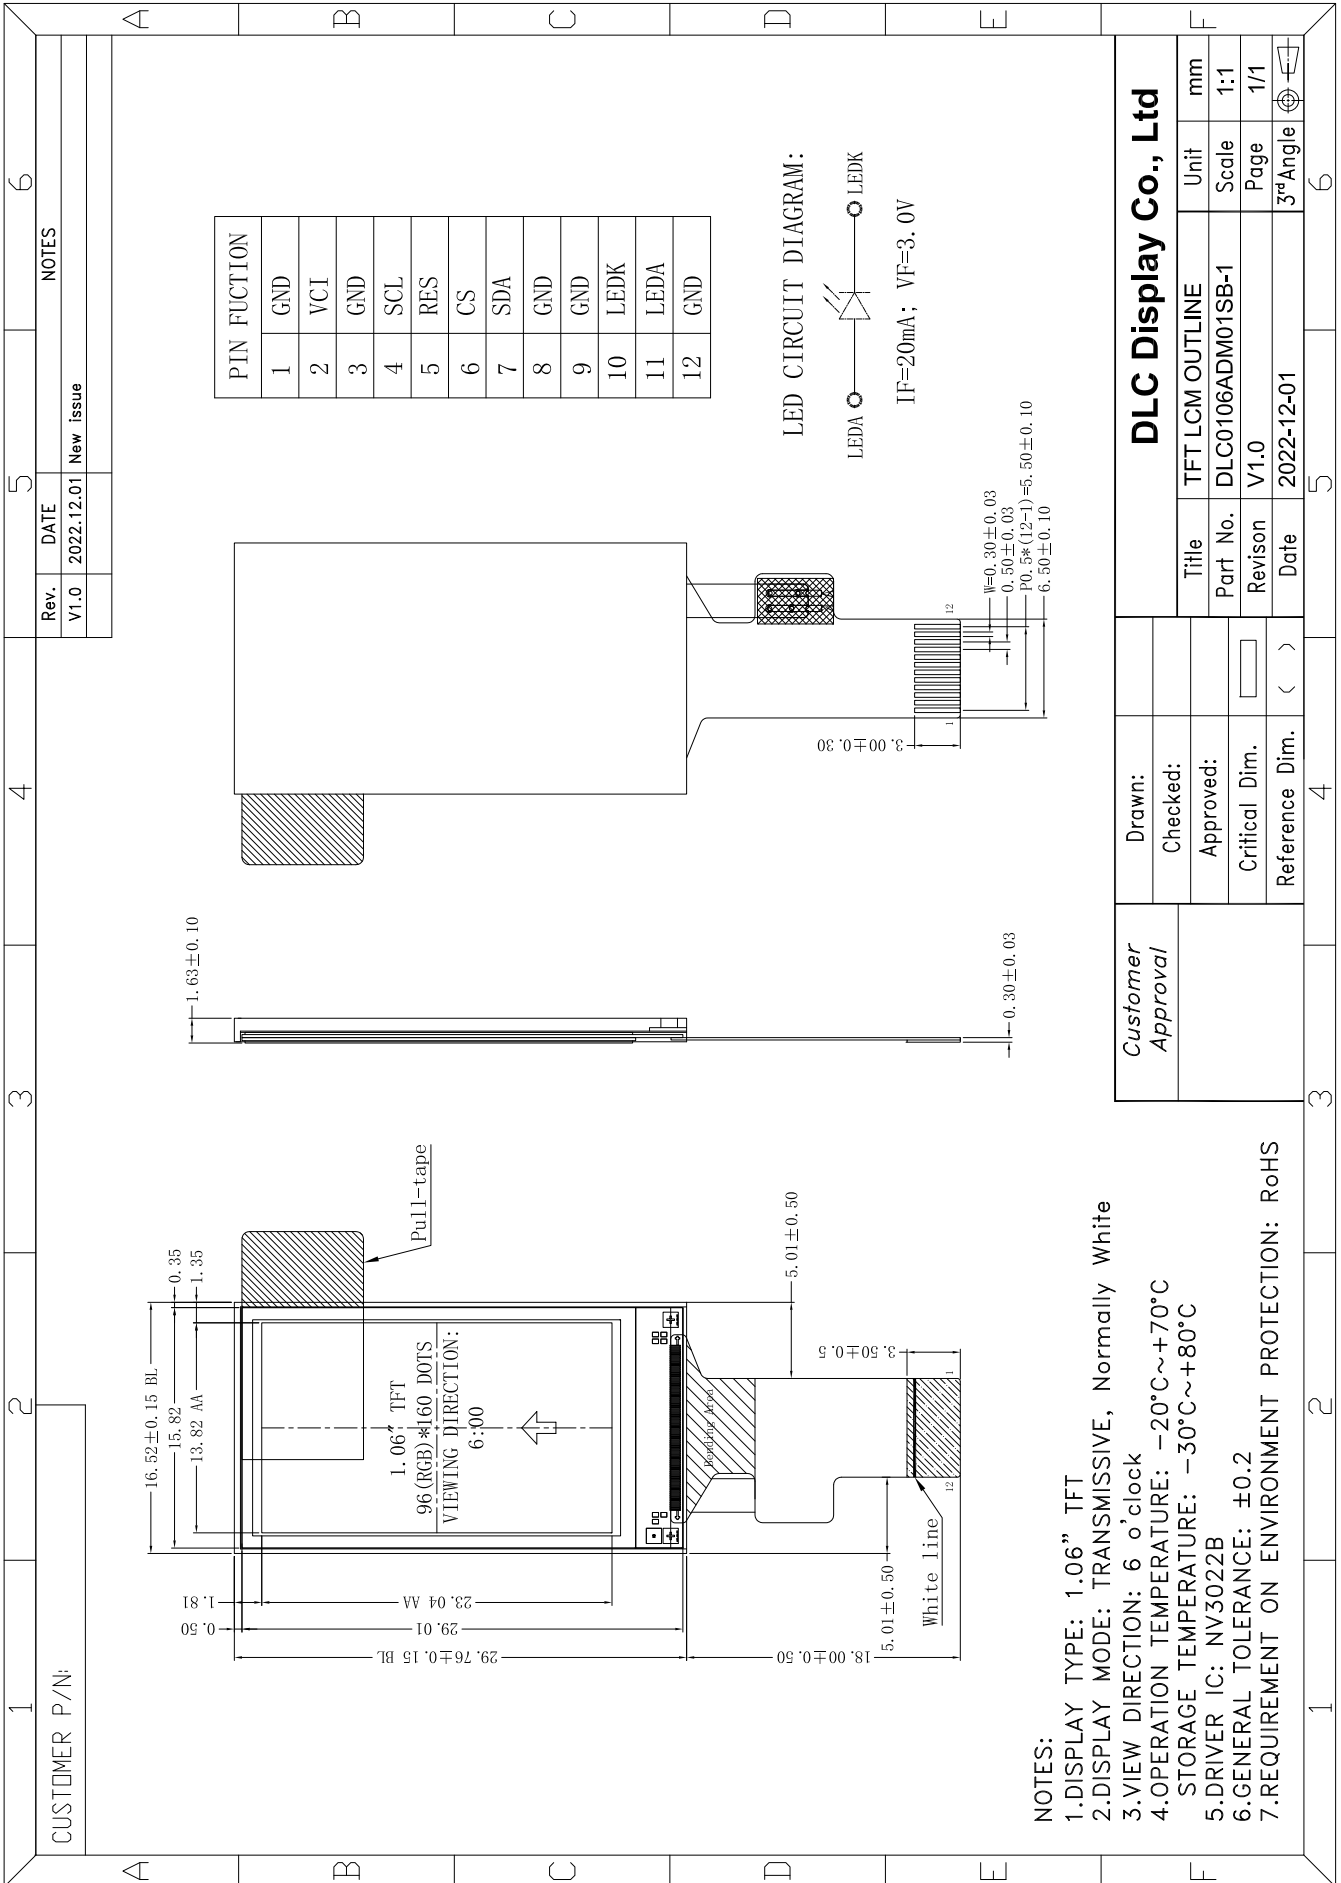 1 2 3 4 5 6
A
B
C
D
E
F
CUSTOMER P/N:
Rev. DATE NOTES
V1.0 2022.12.01 New issue
16.52±0.15 BL
15.82
0.35
13.82 AA
1.35
0.50
1.81
23.04 AA
29.01
29.76±0.15 BL
18.00±0.50
1.06" TFT
96(RGB)*160 DOTS
VIEWING DIRECTION:
6:00
Pull-tape
Bending Area
5.01±0.50
5.01±0.50
3.50±0.5
12 1
White line
1.63±0.10
0.30±0.03
3.00±0.30
1 12
W=0.30±0.03
0.50±0.03
P0.5*(12-1)=5.50±0.10
6.50±0.10
PIN FUCTION
1 GND
2 VCI
3 GND
4 SCL
5 RES
6 CS
7 SDA
8 GND
9 GND
10 LEDK
11 LEDA
12 GND
LED CIRCUIT DIAGRAM:
LEDA LEDK
IF=20mA; VF=3.0V
NOTES:
1.DISPLAY TYPE: 1.06" TFT
2.DISPLAY MODE: TRANSMISSIVE, Normally White
3.VIEW DIRECTION: 6 o'clock
4.OPERATION TEMPERATURE: -20°C~+70°C
STORAGE TEMPERATURE: -30°C~+80°C
5.DRIVER IC: NV3022B
6.GENERAL TOLERANCE: ±0.2
7.REQUIREMENT ON ENVIRONMENT PROTECTION: RoHS
Customer
Approval
Drawn:
Checked:
Approved:
Critical Dim.
Reference Dim. ( )
DLC Display Co., Ltd
Title TFT LCM OUTLINE Unit mm
Part No. DLC0106ADM01SB-1 Scale 1:1
Revison V1.0 Page 1/1
Date 2022-12-01 3rd Angle
A
B
C
D
E
F
1 2 3 4 5 6